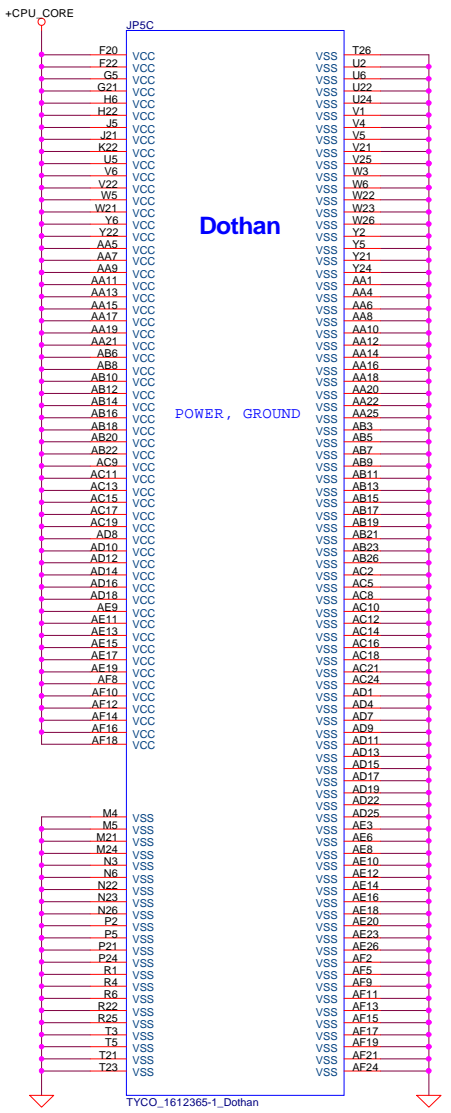 +CPU_CORE
JP5C
F20 VCC
F22 VCC
G5 VCC
G21 VCC
H6 VCC
H22 VCC
J5 VCC
J21 VCC
K22 VCC
U5 VCC
V6 VCC
V22 VCC
W5 VCC
W21 VCC
Y6 VCC
Y22 VCC
AA5 VCC
AA7 VCC
AA9 VCC
AA11 VCC
AA13 VCC
AA15 VCC
AA17 VCC
AA19 VCC
AA21 VCC
AB6 VCC
AB8 VCC
AB10 VCC
AB12 VCC
AB14 VCC
AB16 VCC
AB18 VCC
AB20 VCC
AB22 VCC
AC9 VCC
AC11 VCC
AC13 VCC
AC15 VCC
AC17 VCC
AC19 VCC
AD8 VCC
AD10 VCC
AD12 VCC
AD14 VCC
AD16 VCC
AD18 VCC
AE9 VCC
AE11 VCC
AE13 VCC
AE15 VCC
AE17 VCC
AE19 VCC
AF8 VCC
AF10 VCC
AF12 VCC
AF14 VCC
AF16 VCC
AF18 VCC
M4 VSS
M5 VSS
M21 VSS
M24 VSS
N3 VSS
N6 VSS
N22 VSS
N23 VSS
N26 VSS
P2 VSS
P5 VSS
P21 VSS
P24 VSS
R1 VSS
R4 VSS
R6 VSS
R22 VSS
R25 VSS
T3 VSS
T5 VSS
T21 VSS
T23 VSS
Dothan
POWER, GROUND
VSS T26
VSS U2
VSS U6
VSS U22
VSS U24
VSS V1
VSS V4
VSS V5
VSS V21
VSS V25
VSS W3
VSS W6
VSS W22
VSS W23
VSS W26
VSS Y2
VSS Y5
VSS Y21
VSS Y24
VSS AA1
VSS AA4
VSS AA6
VSS AA8
VSS AA10
VSS AA12
VSS AA14
VSS AA16
VSS AA18
VSS AA20
VSS AA22
VSS AA25
VSS AB3
VSS AB5
VSS AB7
VSS AB9
VSS AB11
VSS AB13
VSS AB15
VSS AB17
VSS AB19
VSS AB21
VSS AB23
VSS AB26
VSS AC2
VSS AC5
VSS AC8
VSS AC10
VSS AC12
VSS AC14
VSS AC16
VSS AC18
VSS AC21
VSS AC24
VSS AD1
VSS AD4
VSS AD7
VSS AD9
VSS AD11
VSS AD13
VSS AD15
VSS AD17
VSS AD19
VSS AD22
VSS AD25
VSS AE3
VSS AE6
VSS AE8
VSS AE10
VSS AE12
VSS AE14
VSS AE16
VSS AE18
VSS AE20
VSS AE23
VSS AE26
VSS AF2
VSS AF5
VSS AF9
VSS AF11
VSS AF13
VSS AF15
VSS AF17
VSS AF19
VSS AF21
VSS AF24
TYCO_1612365-1_Dothan